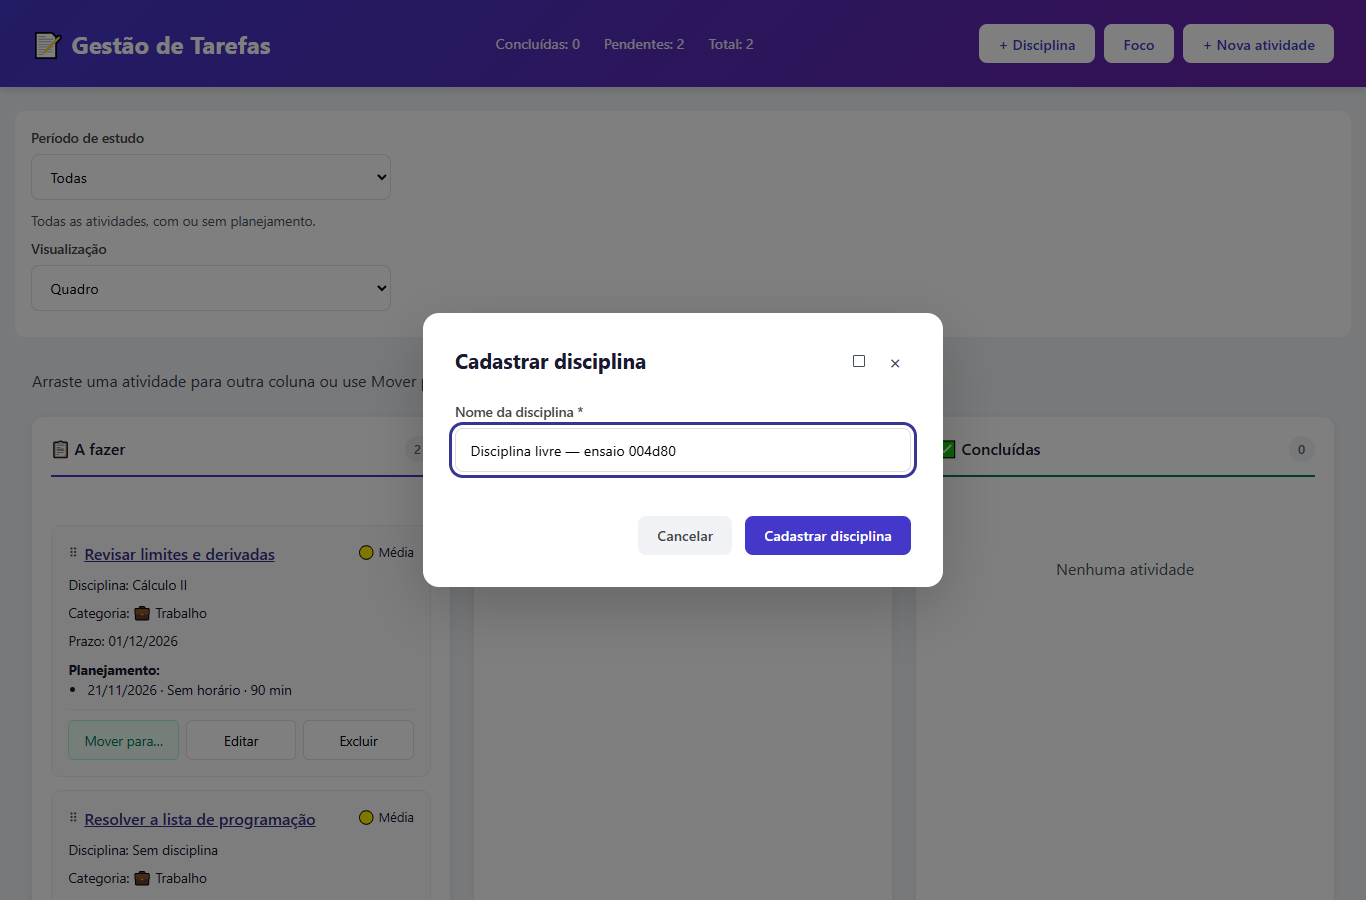 Gestão de Tarefas
Concluídas: 0 Pendentes: 2 Total: 2
+ Disciplina
Foco
+ Nova atividade
Período de estudo
Todas
Todas as atividades, com ou sem planejamento.
Visualização
Quadro
Arraste uma atividade para outra coluna ou use Mover
Cadastrar disciplina
Nome da disciplina *
Disciplina livre — ensaio 004d80
Cancelar
Cadastrar disciplina
A fazer 2
Revisar limites e derivadas
Média
Disciplina: Cálculo II
Categoria: 💼 Trabalho
Prazo: 01/12/2026
Planejamento:
• 21/11/2026 · Sem horário · 90 min
Mover para...
Editar
Excluir
Resolver a lista de programação
Média
Disciplina: Sem disciplina
Categoria: 💼 Trabalho
Concluídas 0
Nenhuma atividade